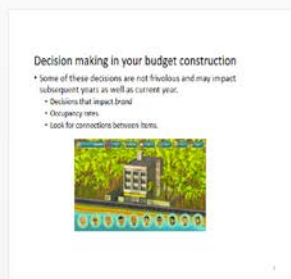 Decision making in your budget construction
• Some of these decisions are not frivolous and may impact
subsequent years as well as current year.
• Decisions that impact brand
• Occupancy rates
• Look for connections between items.